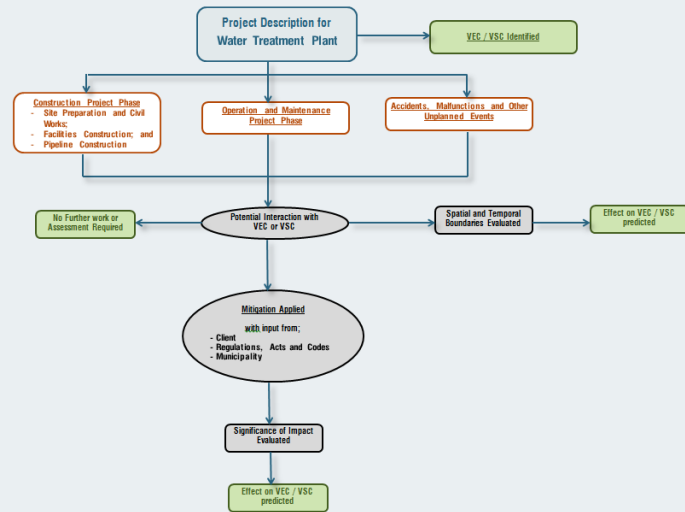 Project Description for
Water Treatment Plant
VEC / VSC Identified
Construction Project Phase
- Site Preparation and Civil
Works;
- Facilities Construction; and
- Pipeline Construction
Operation and Maintenance
Project Phase
Accidents, Malfunctions and Other
Unplanned Events
No Further work or
Assessment Required
Potential Interaction with
VEC or VSC
Spatial and Temporal
Boundaries Evaluated
Effect on VEC / VSC
predicted
Mitigation Applied
with input from;
- Client
- Regulations, Acts and Codes
- Municipality
Significance of Impact
Evaluated
Effect on VEC / VSC
predicted